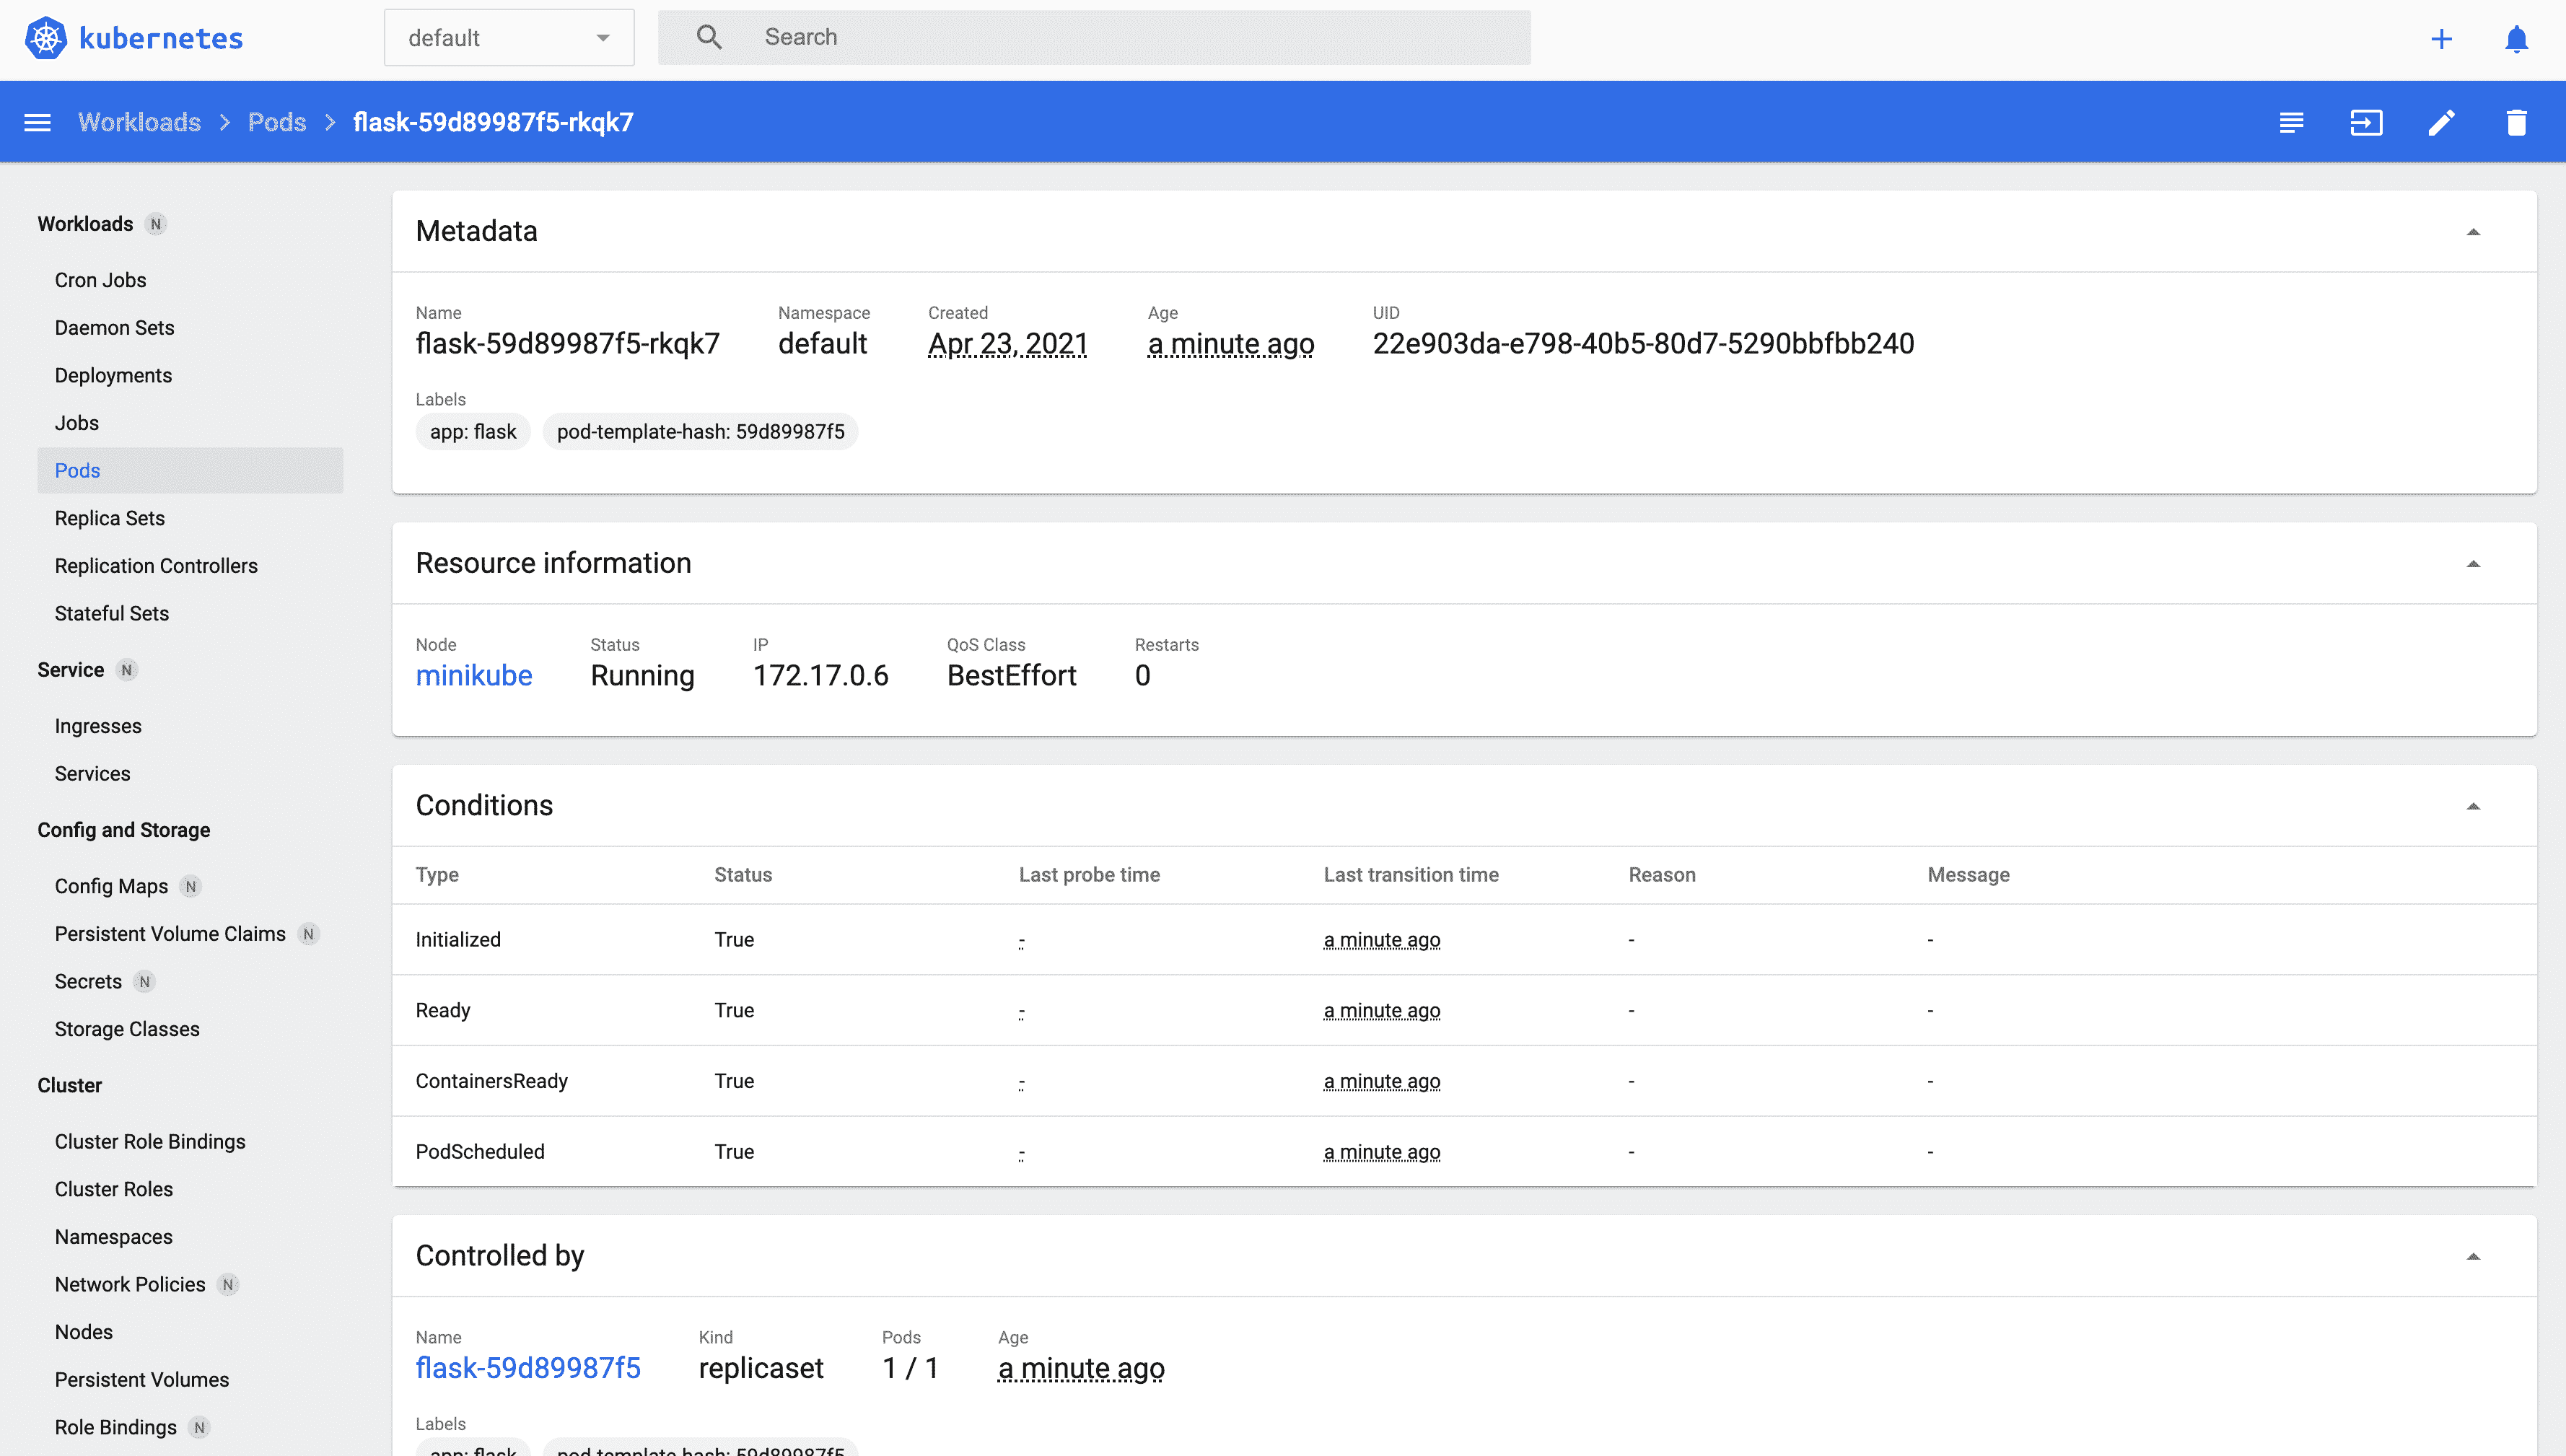 kubernetes
default
Search
Workloads > Pods > flask-59d89987f5-rkqk7
Workloads N
Cron Jobs
Daemon Sets
Deployments
Jobs
Pods
Replica Sets
Replication Controllers
Stateful Sets
Service N
Ingresses
Services
Config and Storage
Config Maps N
Persistent Volume Claims N
Secrets N
Storage Classes
Cluster
Cluster Role Bindings
Cluster Roles
Namespaces
Network Policies N
Nodes
Persistent Volumes
Role Bindings N
Metadata
Name Namespace Created Age UID
flask-59d89987f5-rkqk7 default Apr 23, 2021 a minute ago 22e903da-e798-40b5-80d7-5290bbfbb240
Labels
app: flask pod-template-hash: 59d89987f5
Resource information
Node Status IP QoS Class Restarts
minikube Running 172.17.0.6 BestEffort 0
Conditions
Type Status Last probe time Last transition time Reason Message
Initialized True - a minute ago - -
Ready True - a minute ago - -
ContainersReady True - a minute ago - -
PodScheduled True - a minute ago - -
Controlled by
Name Kind Pods Age
flask-59d89987f5 replicaset 1 / 1 a minute ago
Labels
app: flask pod-template-hash: 59d89987f5